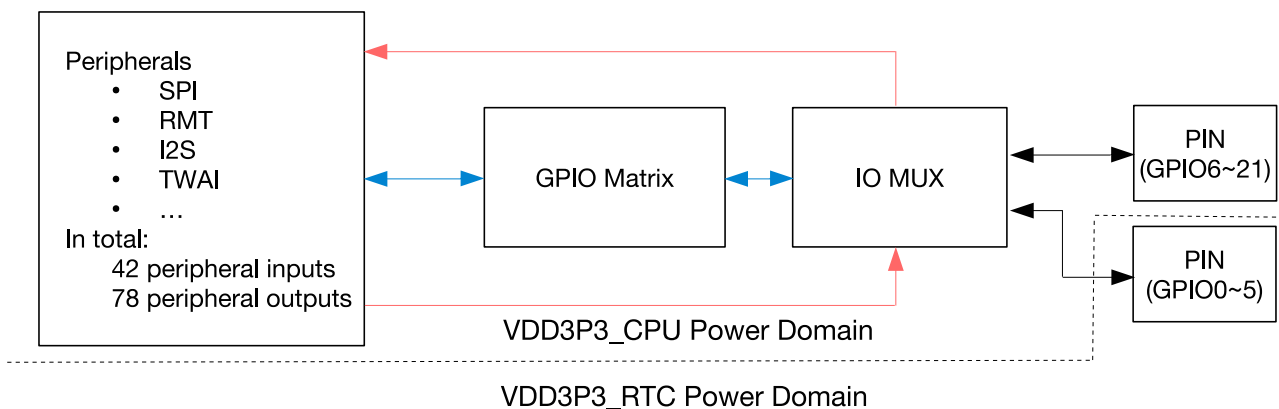 Peripherals
• SPI
• RMT
• I2S
• TWAI
• ...
In total:
42 peripheral inputs
78 peripheral outputs
GPIO Matrix
IO MUX
PIN
(GPIO6~21)
PIN
(GPIO0~5)
VDD3P3_CPU Power Domain
VDD3P3_RTC Power Domain